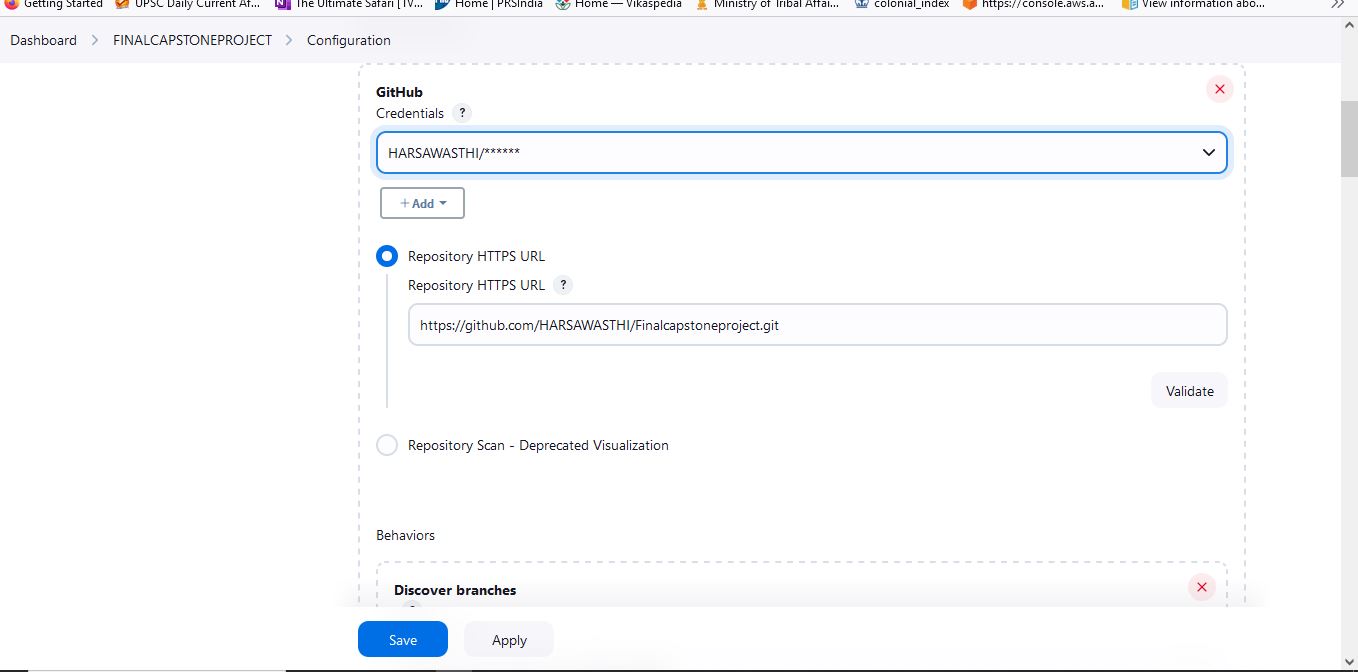 Getting Started UPSC Daily Current Af... The Ultimate Safari [TV... Home | PRSIndia Home — Vikaspedia Ministry of Tribal Affai... colonial_index https://console.aws.a... View information abo...
Dashboard > FINALCAPSTONEPROJECT > Configuration
GitHub
Credentials ?
HARSAWASTHI/******
+ Add
Repository HTTPS URL
Repository HTTPS URL ?
https://github.com/HARSAWASTHI/Finalcapstoneproject.git
Validate
Repository Scan - Deprecated Visualization
Behaviors
Discover branches
Save Apply